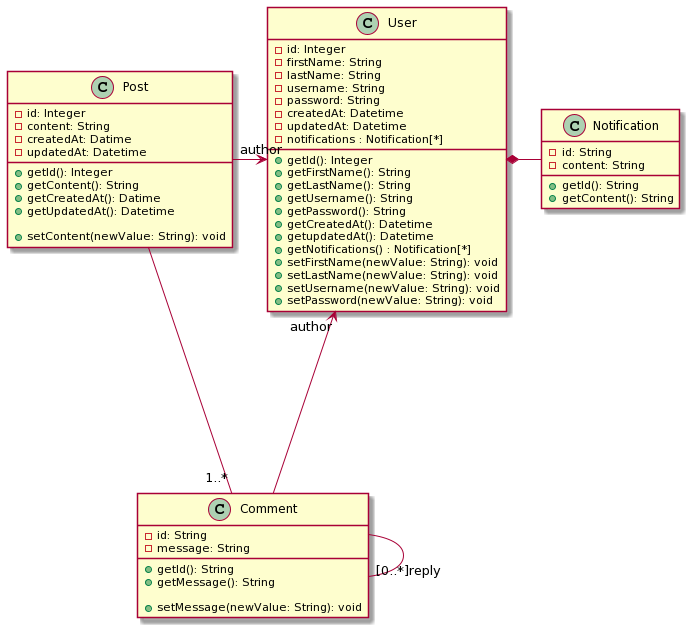 C User
- id: Integer
- firstName: String
- lastName: String
- username: String
- password: String
- createdAt: Datetime
- updatedAt: Datetime
- notifications : Notification[*]
getId(): Integer
getFirstName(): String
getLastName(): String
getUsername(): String
getPassword(): String
getCreatedAt(): Datetime
getupdatedAt(): Datetime
getNotifications() : Notification[*]
setFirstName(newValue: String): void
setLastName(newValue: String): void
setUsername(newValue: String): void
setPassword(newValue: String): void
C Post
id: Integer
content: String
createdAt: Datime
updatedAt: Datetime
getId(): Integer
getContent(): String
getCreatedAt(): Datime
getUpdatedAt(): Datetime
setContent(newValue: String): void
author
C Notification
id: String
content: String
getId(): String
getContent(): String
author
1..*
C Comment
id: String
message: String
getId(): String
getMessage(): String
setMessage(newValue: String): void
[0..*]reply